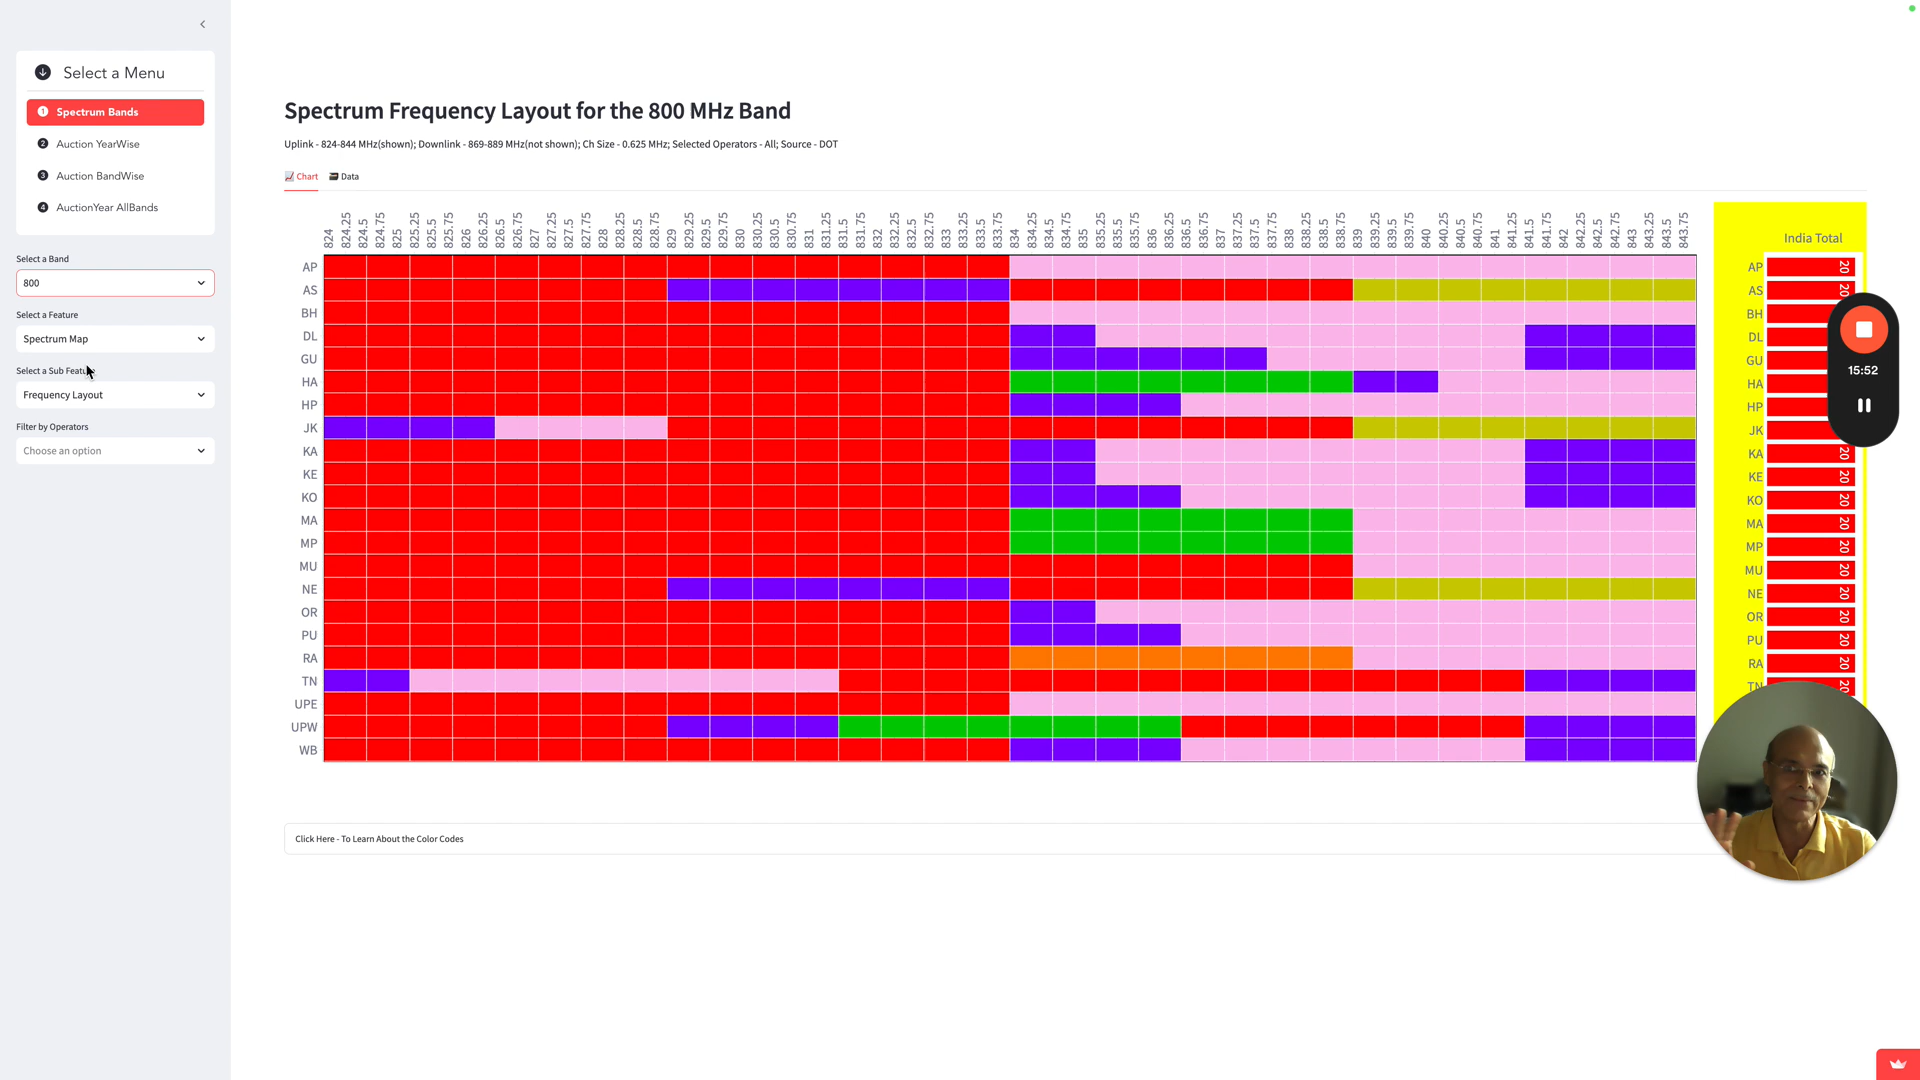 Select a Menu
Spectrum Bands
Auction YearWise
Auction BandWise
AuctionYear AllBands
Select a Band
800
Select a Feature
Spectrum Map
Select a Sub Feature
Frequency Layout
Filter by Operators
Choose an option
Spectrum Frequency Layout for the 800 MHz Band
Uplink - 824-844 MHz(shown); Downlink - 869-889 MHz(not shown); Ch Size - 0.625 MHz; Selected Operators - All; Source - DOT
Chart Data
824 824.25 824.5 824.75 825 825.25 825.5 825.75 826 826.25 826.5 826.75 827 827.25 827.5 827.75 828 828.25 828.5 828.75 829 829.25 829.5 829.75 830 830.25 830.5 830.75 831 831.25 831.5 831.75 832 832.25 832.5 832.75 833 833.25 833.5 833.75 834 834.25 834.5 834.75 835 835.25 835.5 835.75 836 836.25 836.5 836.75 837 837.25 837.5 837.75 838 838.25 838.5 838.75 839 839.25 839.5 839.75 840 840.25 840.5 840.75 841 841.25 841.5 841.75 842 842.25 842.5 842.75 843 843.25 843.5 843.75
AP
AS
BH
DL
GU
HA
HP
JK
KA
KE
KO
MA
MP
MU
NE
OR
PU
RA
TN
UPE
UPW
WB
India Total
AP 20
AS 20
BH
DL
GU
HA
HP
JK
KA 20
KE 20
KO 20
MA 20
MP 20
MU 20
NE 20
OR 20
PU 20
RA 20
TN 20
15:52
Click Here - To Learn About the Color Codes